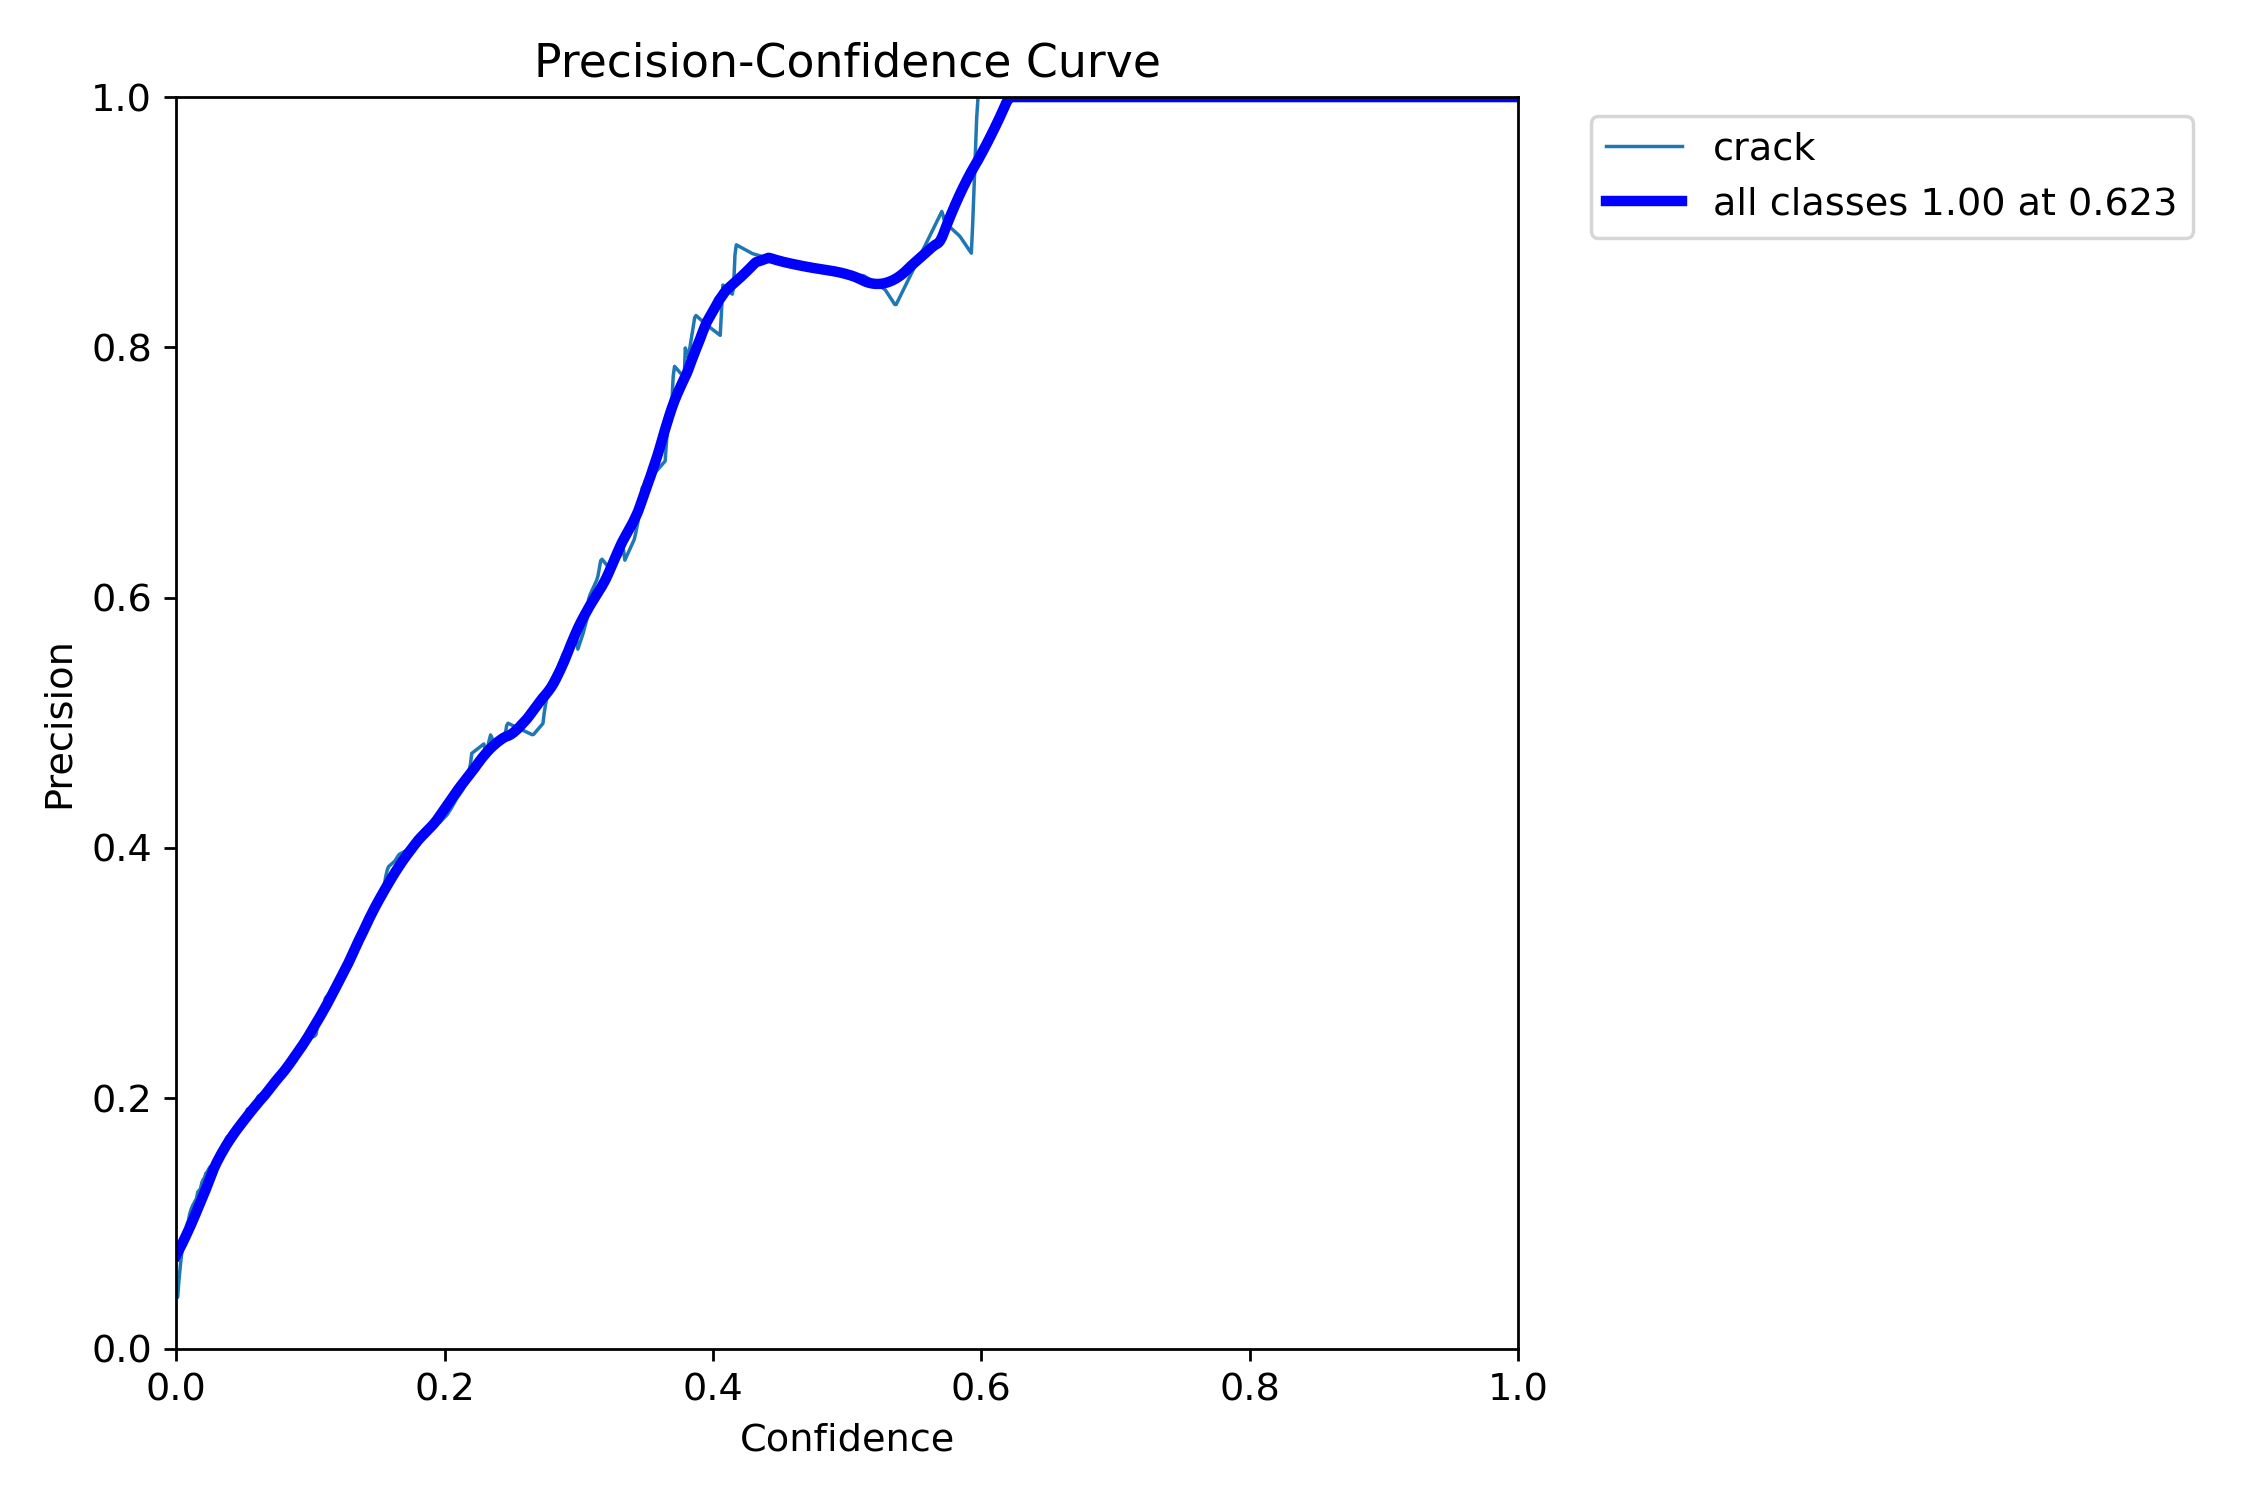 Precision-Confidence Curve
1.0
0.8
0.6
0.4
0.2
0.0
Precision
0.0 0.2 0.4 0.6 0.8 1.0
Confidence
crack
all classes 1.00 at 0.623